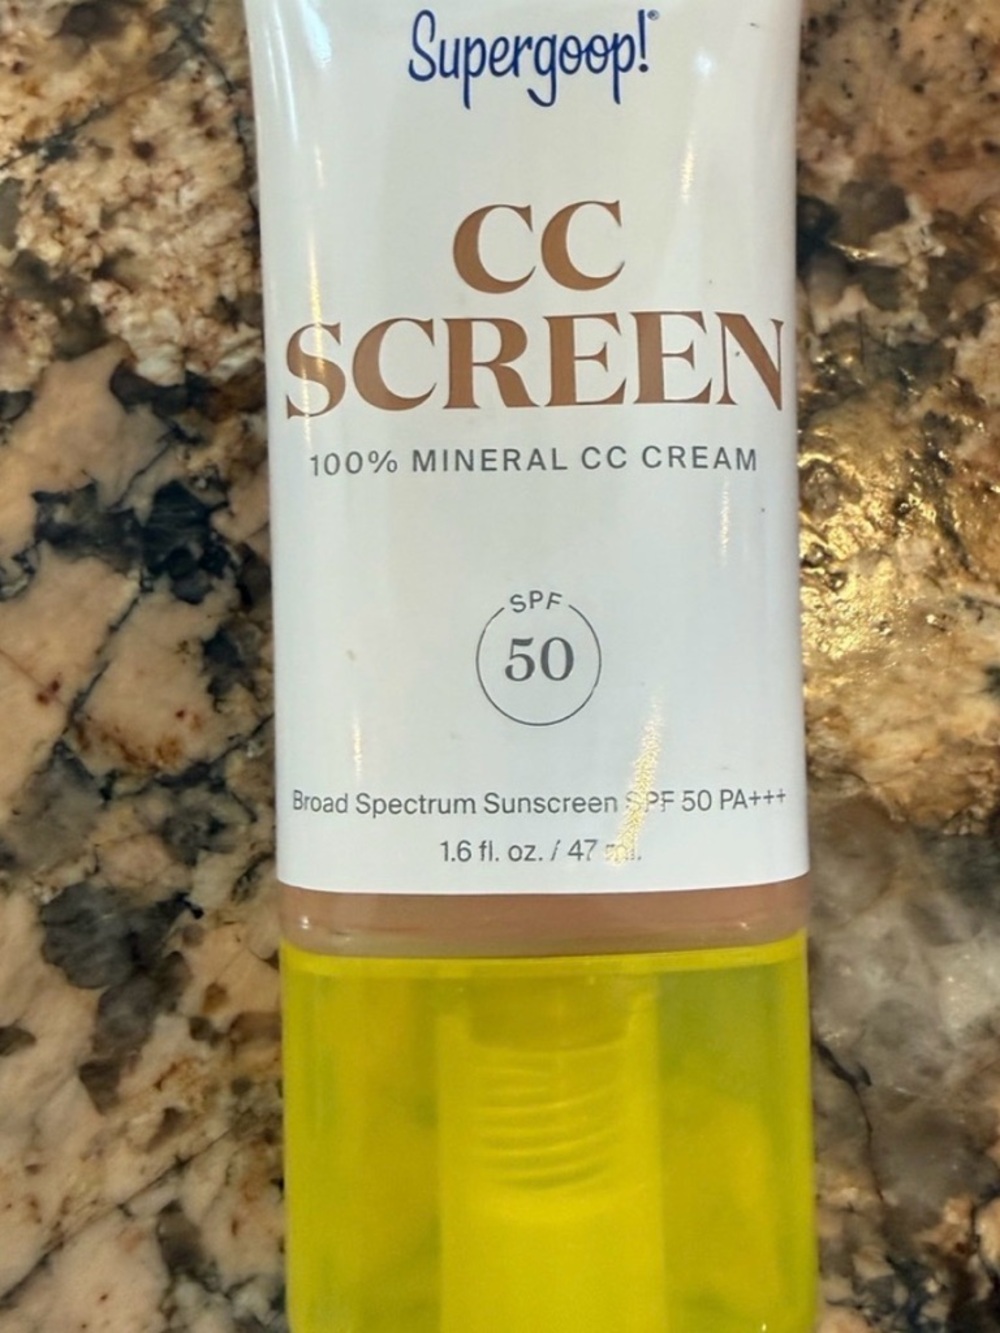 Supergoop!®
CC
SCREEN
100% MINERAL CC CREAM
SPF
50
Broad Spectrum Sunscreen SPF 50 PA+++
1.6 fl. oz. / 47 ml.